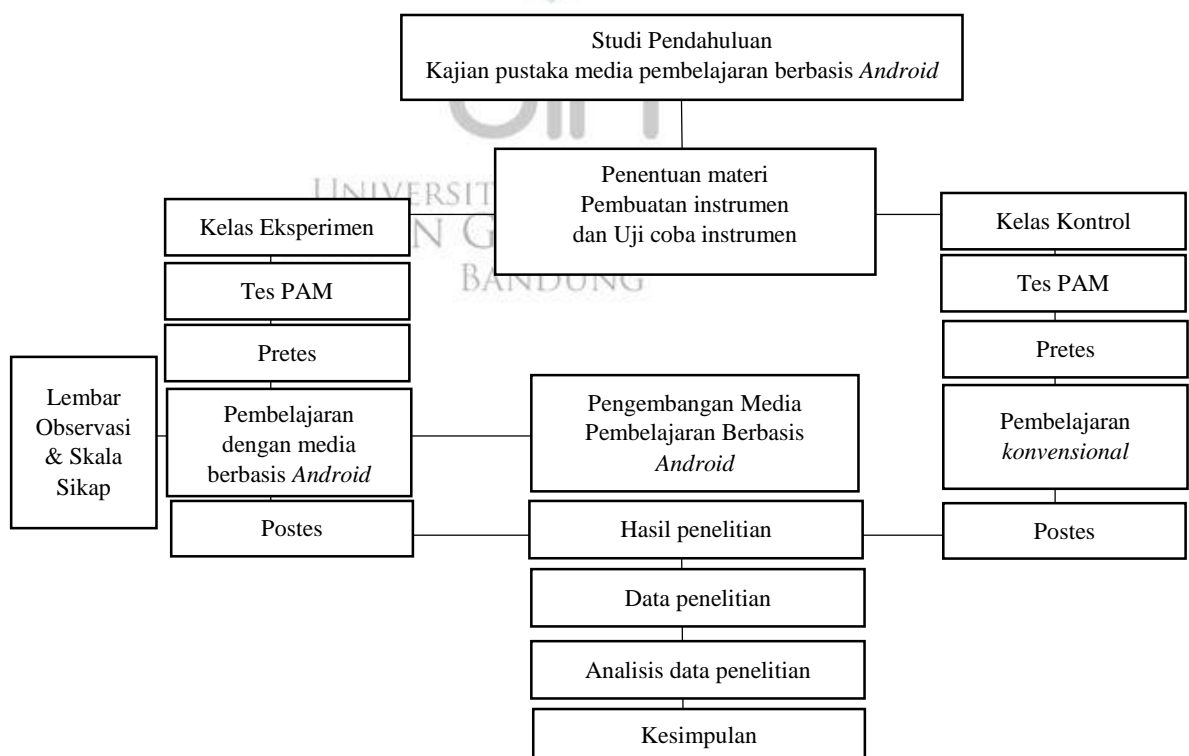 Studi Pendahuluan
Kajian pustaka media pembelajaran berbasis Android
Penentuan materi
Pembuatan instrumen
dan Uji coba instrumen
UNIVERSIT
N G
BANDUNG
Kelas Eksperimen
Kelas Kontrol
Tes PAM
Tes PAM
Pretes
Pretes
Lembar
Observasi
& Skala
Sikap
Pembelajaran
dengan media
berbasis Android
Pengembangan Media
Pembelajaran Berbasis
Android
Pembelajaran
konvensional
Postes
Hasil penelitian
Postes
Data penelitian
Analisis data penelitian
Kesimpulan